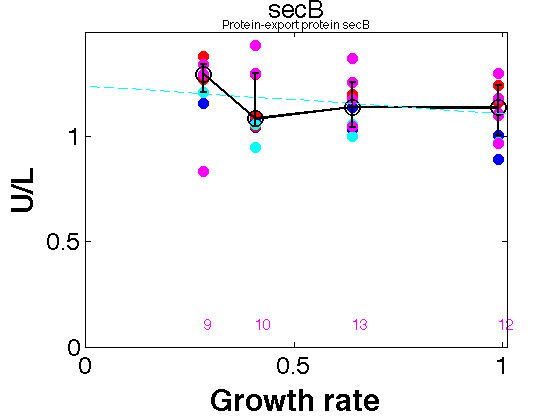 secB
Protein-export protein secB
U/L
1
0.5
0
9 10 13 12
0 0.5 1
Growth rate